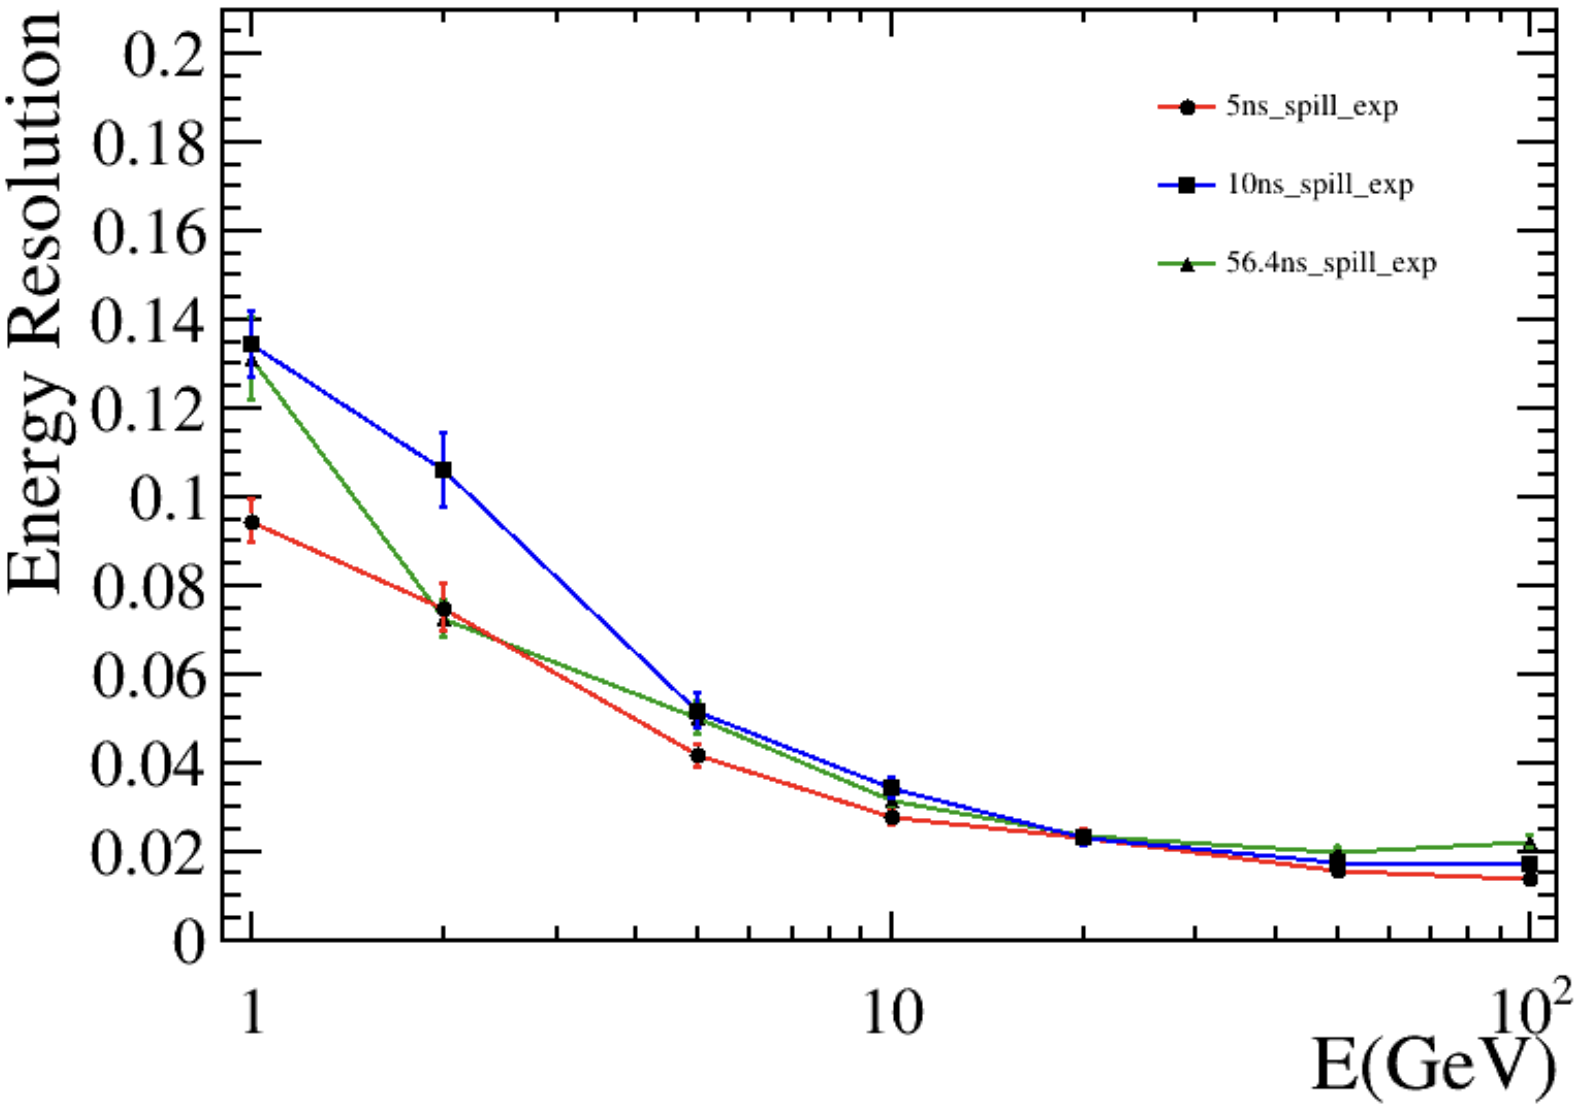 Energy Resolution
0.2
0.18
0.16
0.14
0.12
0.1
0.08
0.06
0.04
0.02
0
5ns_spill_exp
10ns_spill_exp
56.4ns_spill_exp
1
10
10²
E(GeV)